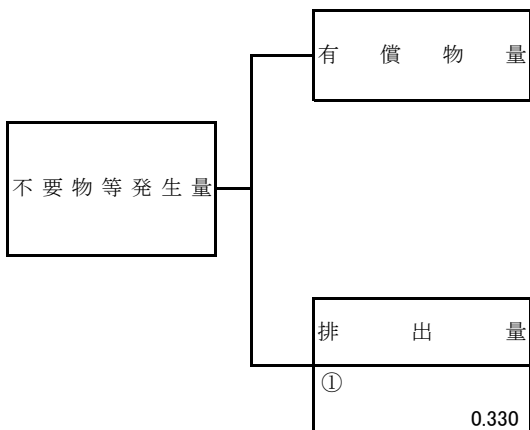 有償物量
不要物等発生量
排出量
①
0.330